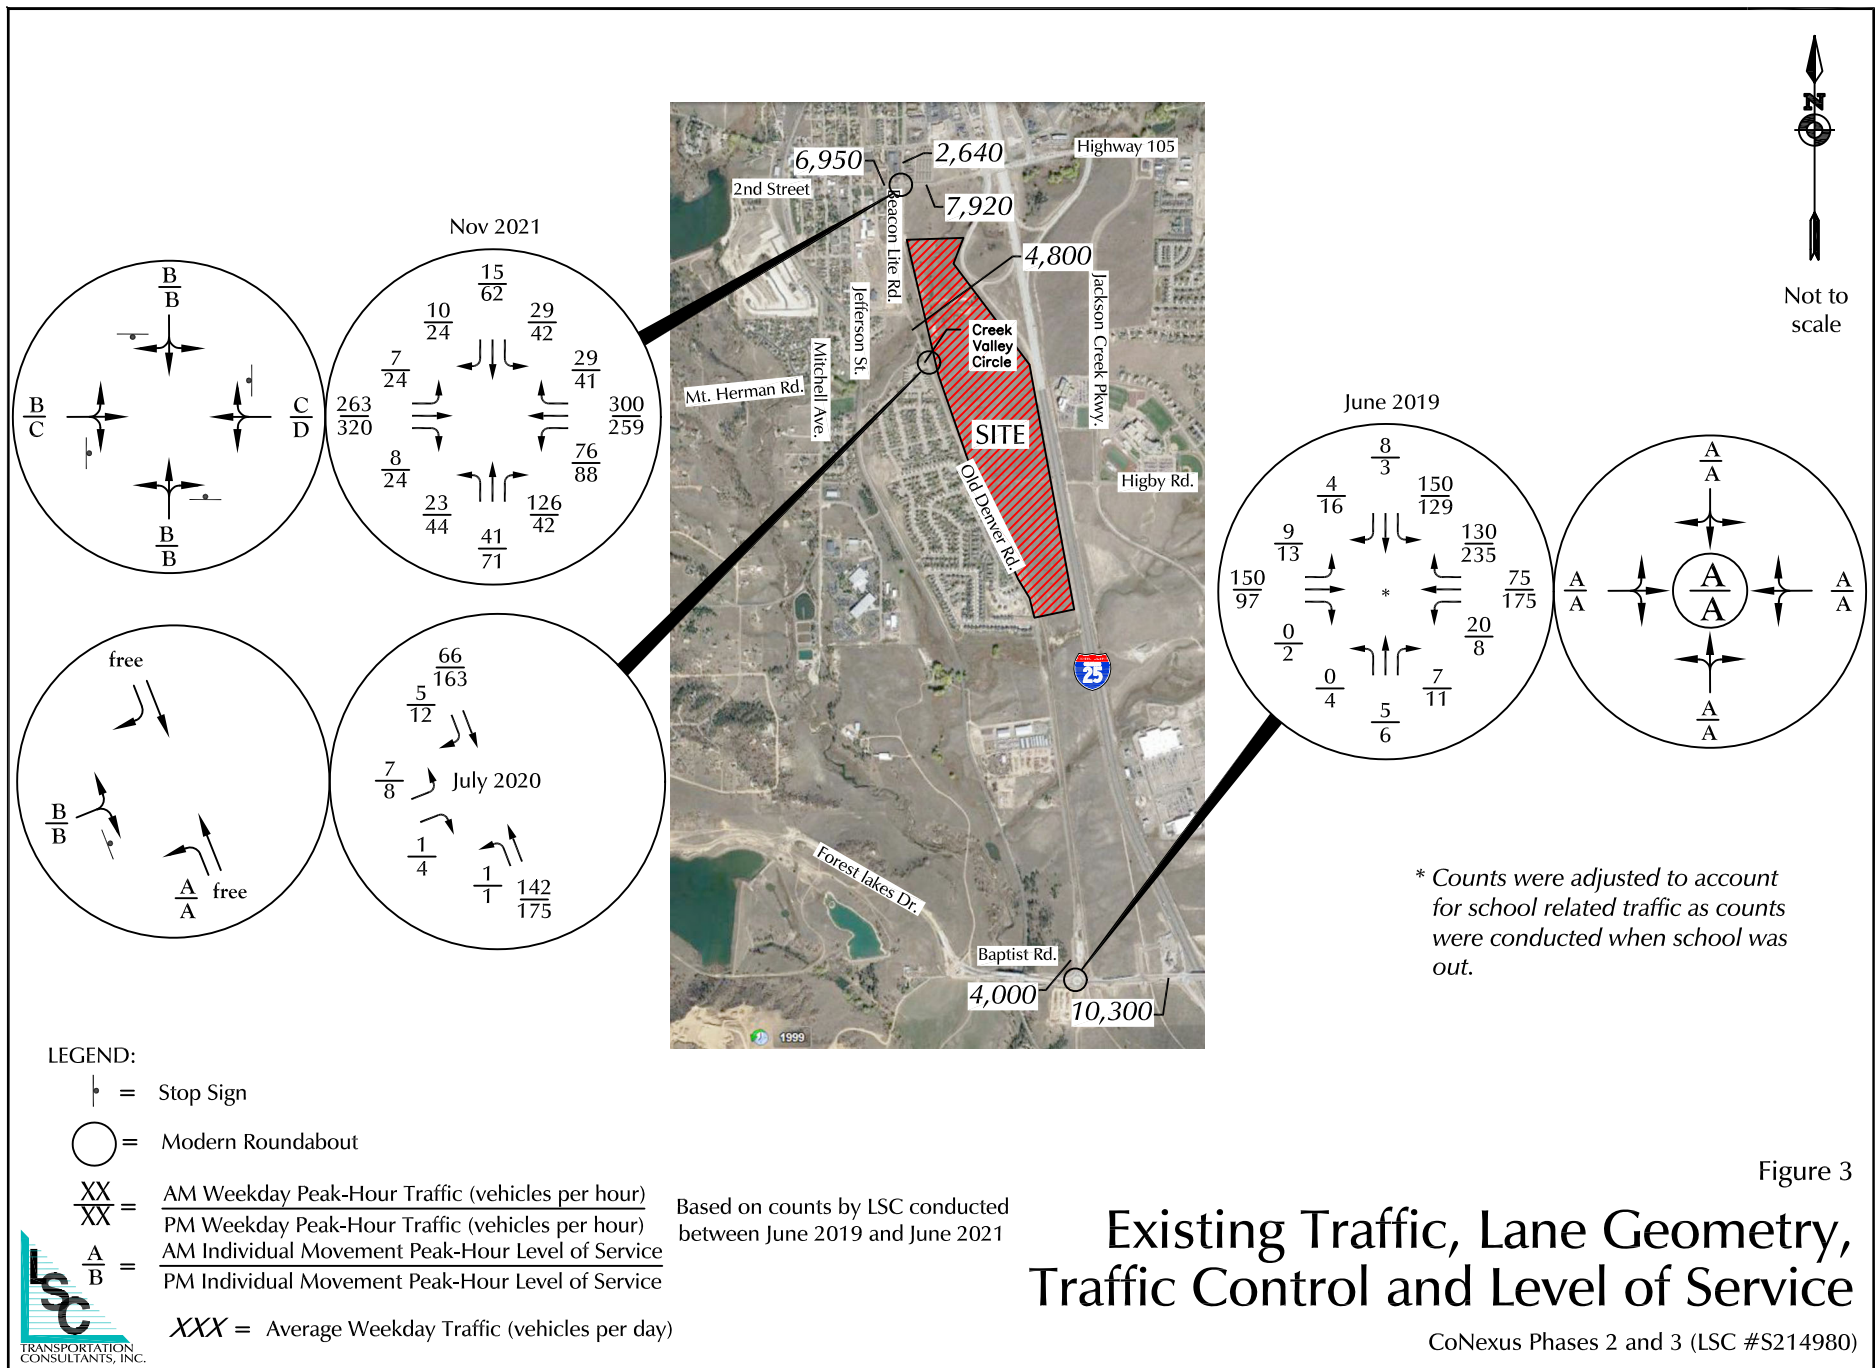 N
Not to
scale
6,950
2,640
Highway 105
2nd Street
7,920
Beacon Lite Rd.
4,800
Jefferson St.
Jackson Creek Pkwy.
Creek
Valley
Circle
Mitchell Ave.
Mt. Herman Rd.
SITE
Higby Rd.
Old Denver Rd.
25
Forest lakes Dr.
Baptist Rd.
4,000
10,300
1999
B
B
B
C
C
D
B
B
Nov 2021
15
62
10
24
29
42
7
24
29
41
263
320
300
259
8
24
76
88
23
44
126
42
41
71
free
B
B
A
A
free
66
163
5
12
7
8
July 2020
1
4
1
1
142
175
June 2019
8
3
4
16
150
129
9
13
130
235
150
97
*
75
175
0
2
20
8
0
4
7
11
5
6
A
A
A
A
A
A
A
A
A
A
* Counts were adjusted to account
for school related traffic as counts
were conducted when school was
out.
LEGEND:
= Stop Sign
= Modern Roundabout
XX
XX
=
AM Weekday Peak-Hour Traffic (vehicles per hour)
PM Weekday Peak-Hour Traffic (vehicles per hour)
A
B
=
AM Individual Movement Peak-Hour Level of Service
PM Individual Movement Peak-Hour Level of Service
XXX = Average Weekday Traffic (vehicles per day)
Based on counts by LSC conducted
between June 2019 and June 2021
LSC
TRANSPORTATION
CONSULTANTS, INC.
Figure 3
Existing Traffic, Lane Geometry,
Traffic Control and Level of Service
CoNexus Phases 2 and 3 (LSC #S214980)